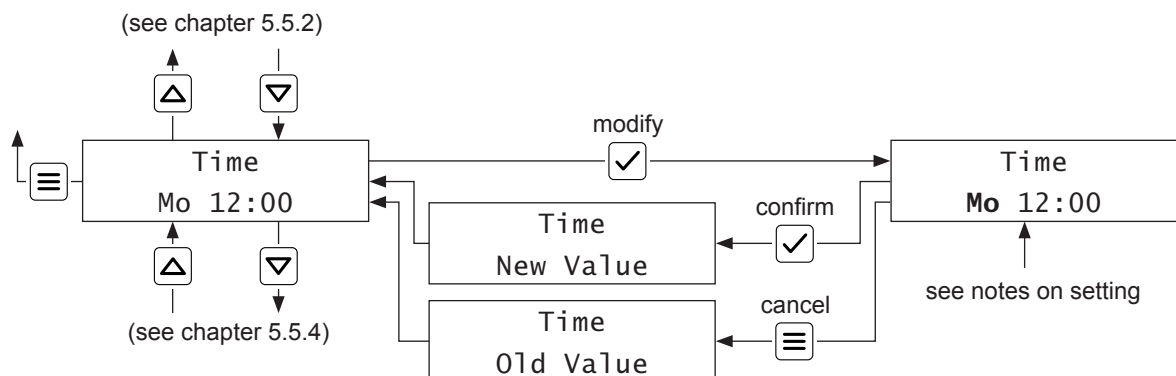 (see chapter 5.5.2)
modify
Time
Mo 12:00
Time
Mo 12:00
confirm
Time
New Value
see notes on setting
cancel
(see chapter 5.5.4)
Time
Old Value